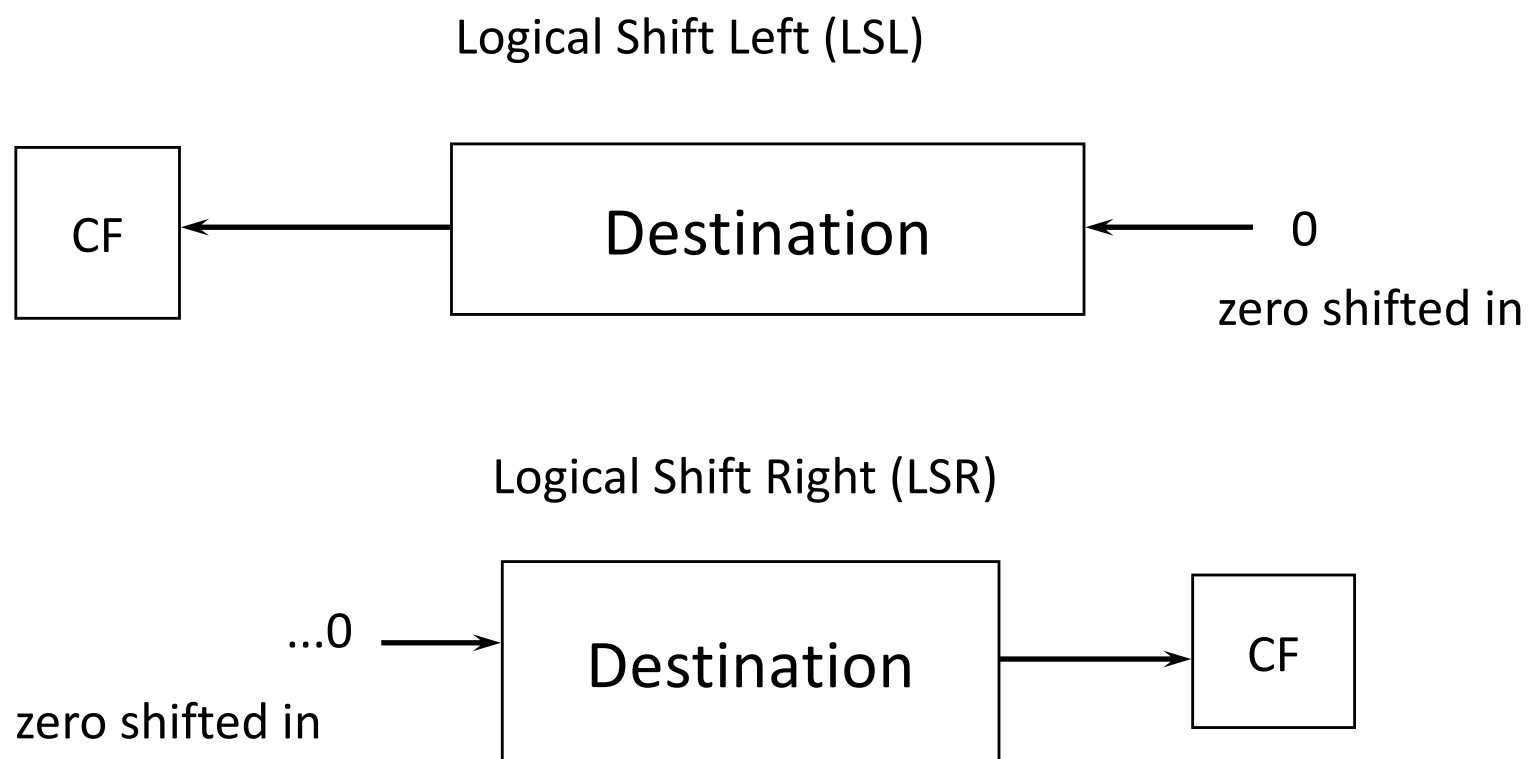 Logical Shift Left (LSL)
CF
Destination
0
zero shifted in
Logical Shift Right (LSR)
...0
Destination
CF
zero shifted in